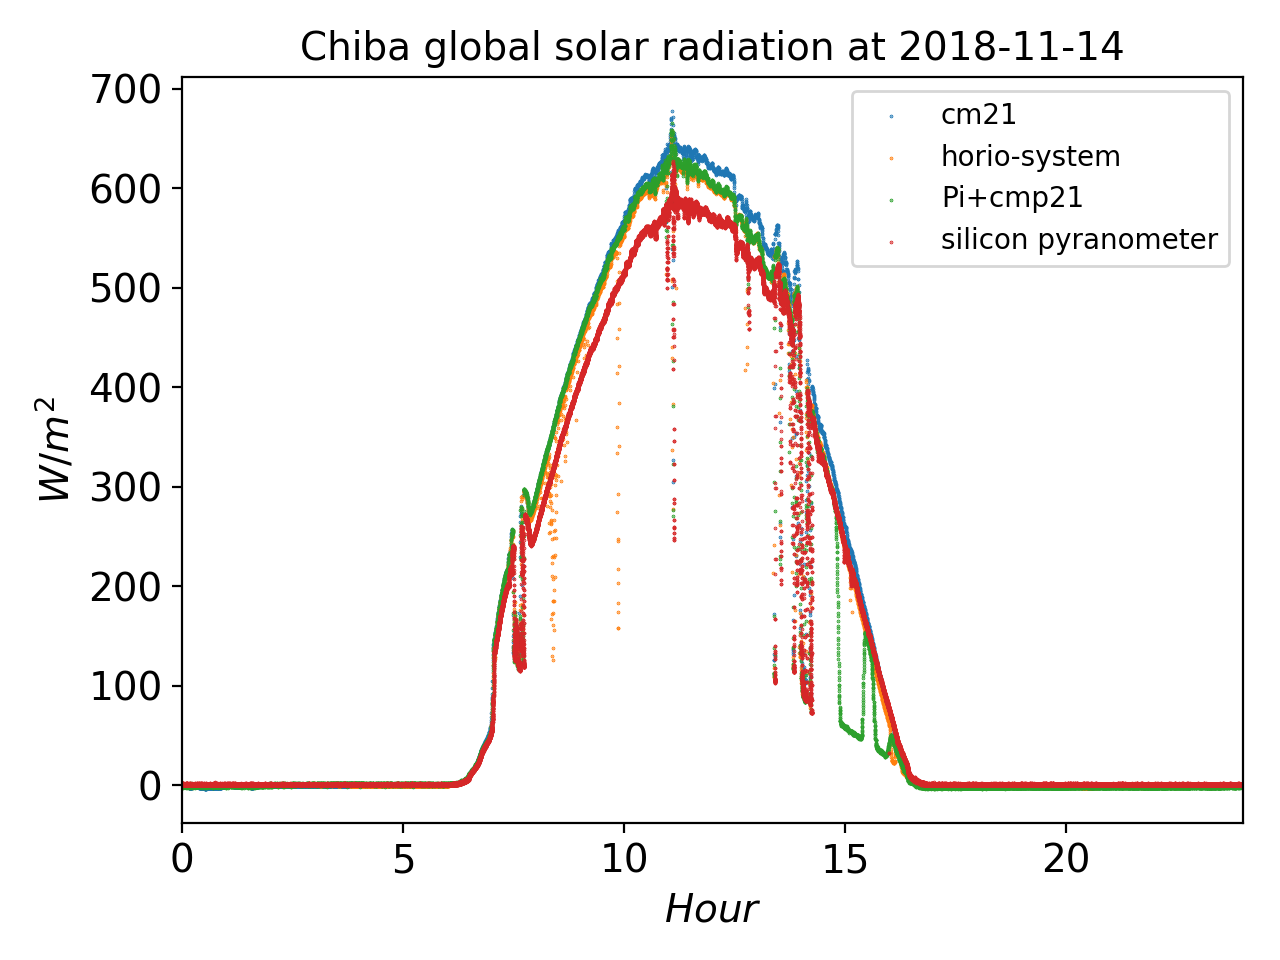 Chiba global solar radiation at 2018-11-14
700
600
500
400
300
200
100
0
W/m²
cm21
horio-system
Pi+cmp21
silicon pyranometer
0 5 10 15 20
Hour